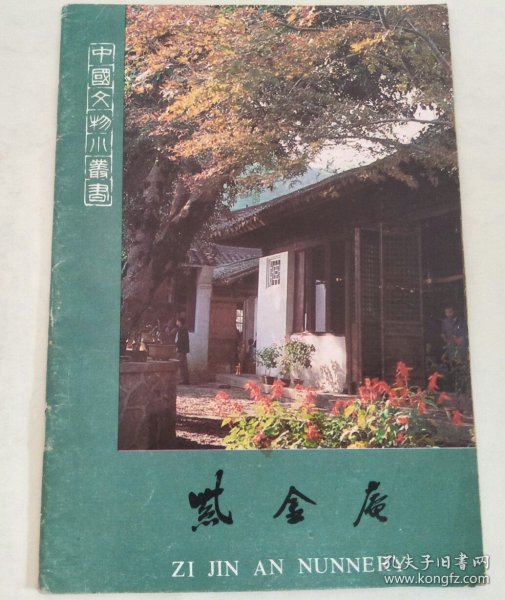 中國文物小叢書
紫金庵
ZI JIN AN NUNNERY
孔夫子旧书网
www.kongfz.com